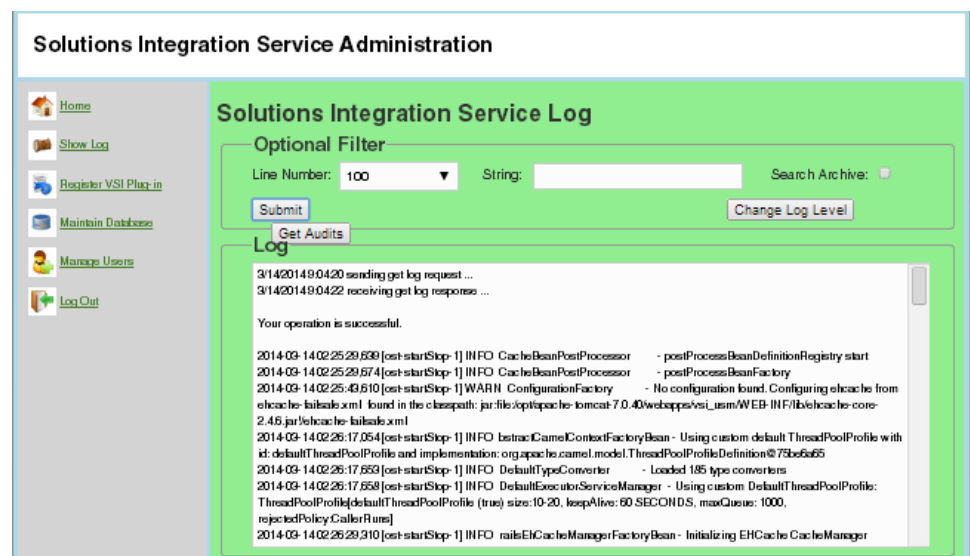 Solutions Integration Service Administration
Home
Show Log
Register VSI Plug-in
Maintain Database
Manage Users
Log Out
Solutions Integration Service Log
Optional Filter
Line Number: 100 String: Search Archive:
Submit Change Log Level
Get Audits
Log
3/14/2014 9:04:20 sending get log request ...
3/14/2014 9:04:22 receiving get log response ...
Your operation is successful.
2014-03-14 02:25:29,639 [ost-startStop-1] INFO CacheBeanPostProcessor - postProcessBeanDefinitionRegistry start
2014-03-14 02:25:29,674 [ost-startStop-1] INFO CacheBeanPostProcessor - postProcessBeanFactory
2014-03-14 02:25:49,610 [ost-startStop-1] WARN ConfigurationFactory - No configuration found. Configuring ehcache from
ehcache-failsafe.xml found in the classpath: jar:file:/opt/apache-tomcat-7.0.40/webapps/vsi_usm/WEB-INF/lib/ehcache-core-
2.4.6.jar!/ehcache-failsafe.xml
2014-03-14 02:26:17,054 [ost-startStop-1] INFO bstractCamelContextFactoryBean - Using custom default ThreadPoolProfile with
id: defaultThreadPoolProfile and implementation: org.apache.camel.model.ThreadPoolProfileDefinition@75be6a65
2014-03-14 02:26:17,653 [ost-startStop-1] INFO DefaultTypeConverter - Loaded 185 type converters
2014-03-14 02:26:17,658 [ost-startStop-1] INFO DefaultExecutorServiceManager - Using custom DefaultThreadPoolProfile:
ThreadPoolProfile[defaultThreadPoolProfile (true) size:10-20, keepAlive: 60 SECONDS, maxQueue: 1000,
rejectedPolicy:CallerRuns]
2014-03-14 02:26:29,310 [ost-startStop-1] INFO railsEhCacheManagerFactoryBean - Initializing EHCache CacheManager